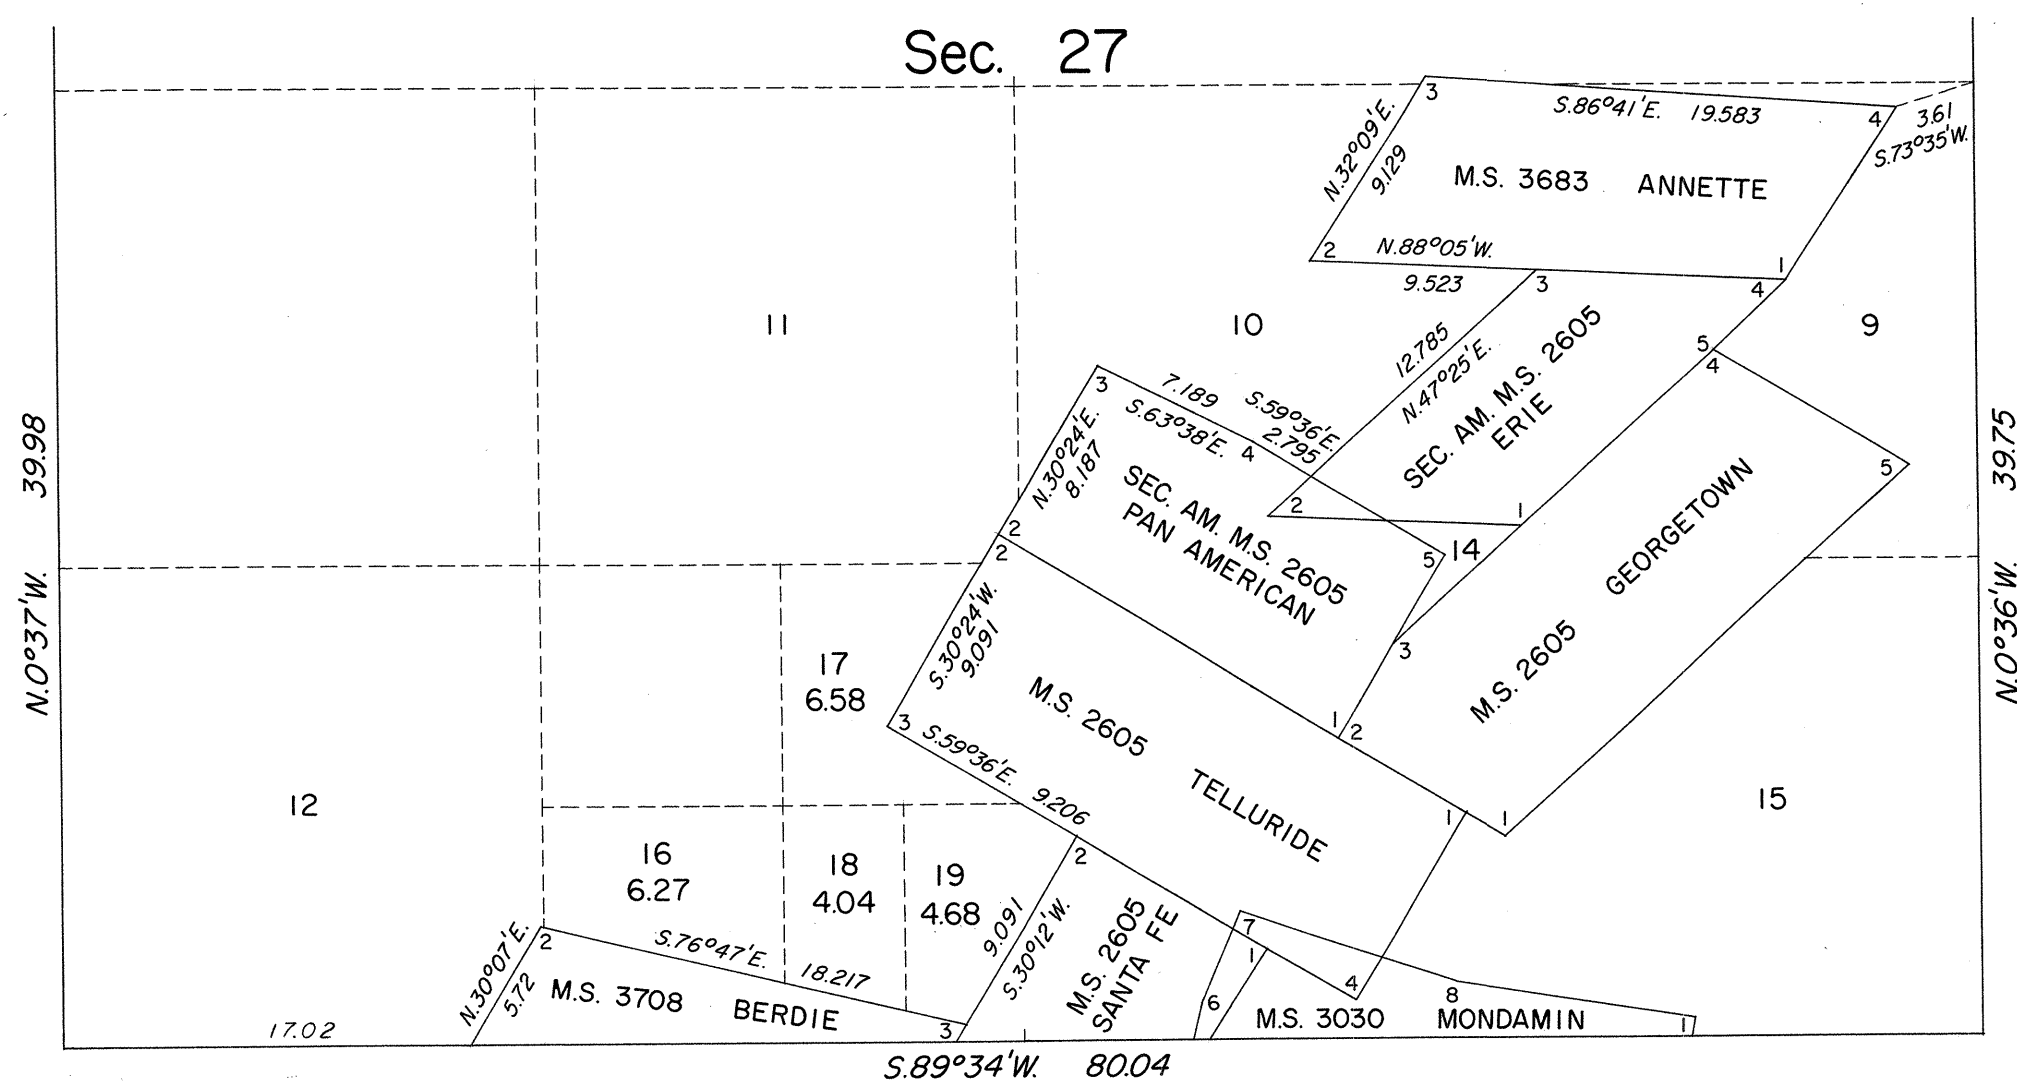 Sec. 27
3
S.86°41'E. 19.583
4
3.61
S.73°35'W.
N.32°09'E.
9.129
M.S. 3683 ANNETTE
2
N.88°05'W.
1
9.523
3
4
11
10
9
12.785
N.47°25'E.
SEC. AM. M.S. 2605
ERIE
5
4
3
7.189
S.63°38'E.
S.59°36'E.
2.795
4
N.30°24'E.
8.187
N.0°37'W. 39.98
N.0°36'W. 39.75
5
SEC. AM. M.S. 2605
PAN AMERICAN
2
1
14
5
2
2
M.S. 2605 GEORGETOWN
S.30°24'W.
9.091
3
17
6.58
3
S.59°36'E. 9.206
M.S. 2605 TELLURIDE
1
2
12
15
1
1
16
6.27
18
4.04
19
4.68
2
9.091
S.30°12'W.
M.S. 2605
SANTA FE
7
1
N.30°07'E.
5.72
2
S.76°47'E. 18.217
M.S. 3708 BERDIE
3
4
6
8
M.S. 3030 MONDAMIN
1
17.02
S.89°34'W. 80.04